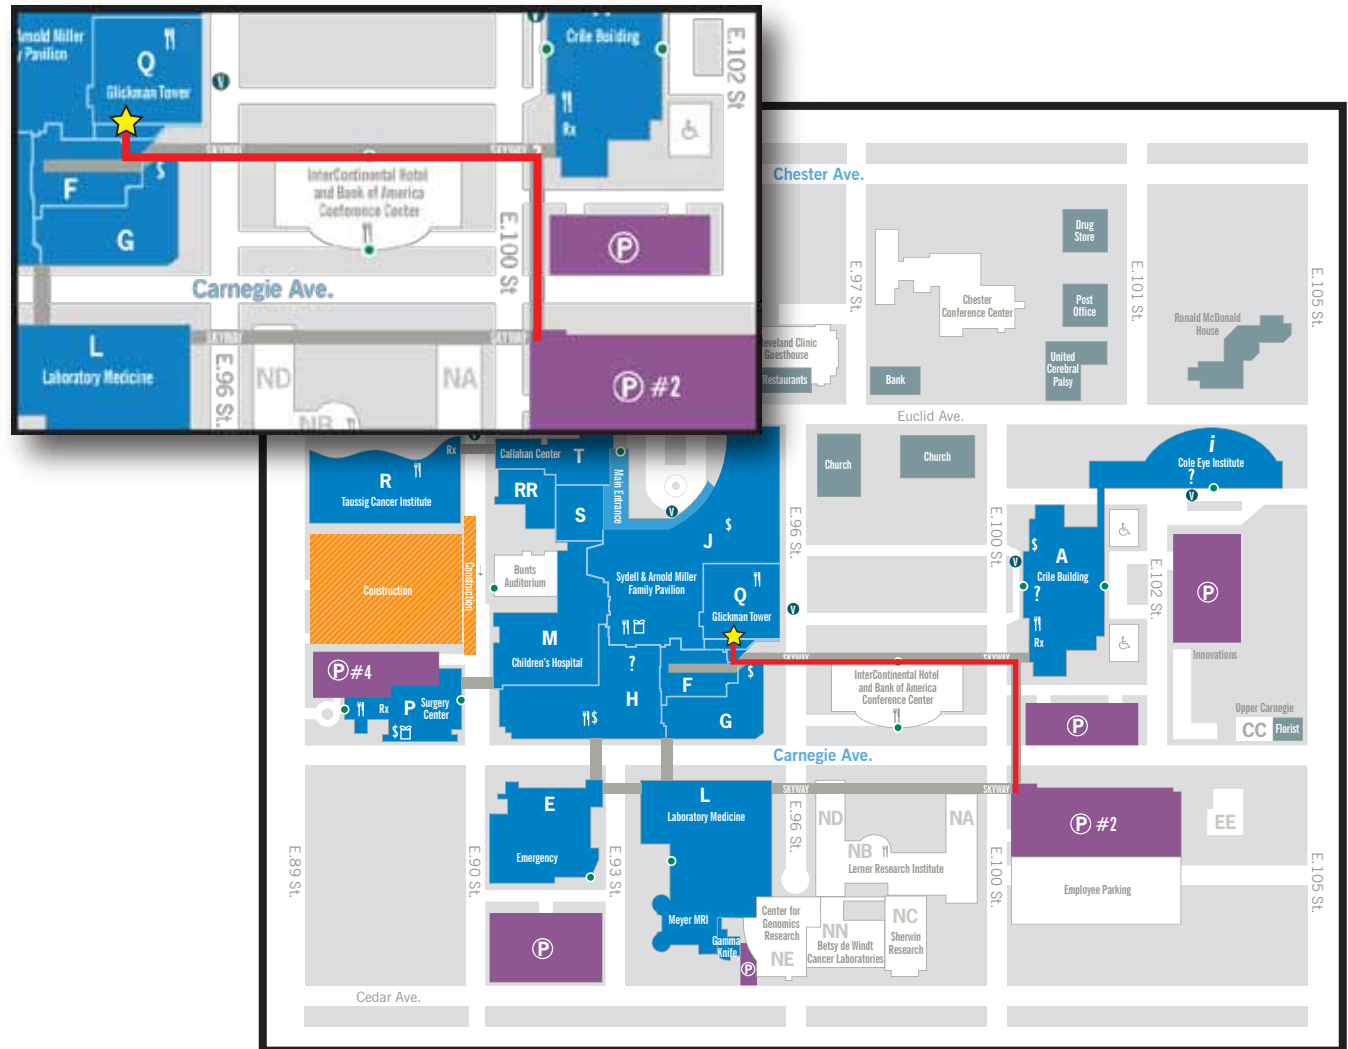 Arnold Miller
y Pavilion
Q
Glickman Tower
V
V
Crile Building
Rx
E.102 St
SKYWAY
F
$
G
InterContinental Hotel
and Bank of America
Conference Center
E.100 St
P
Carnegie Ave.
L
Laboratory Medicine
SKYWAY
SKYWAY
E.96 St.
ND
NA
NB
P #2
Chester Ave.
E.97 St.
Drug
Store
Post
Office
United
Cerebral
Palsy
E.101 St.
E.105 St.
Chester
Conference Center
Ronald McDonald
House
eveland Clinic
Guesthouse
Restaurants
Bank
Euclid Ave.
Church
Church
i
Cole Eye Institute
?
V
Rx
R
Taussig Cancer Institute
V
Callahan Center
T
RR
S
Main Entrance
V
J
$
E.96 St.
E.100 St.
V
$
A
Crile Building
?
Rx
E.102 St.
P
Innovations
Construction
Construction
Bunts
Auditorium
Sydell & Arnold Miller
Family Pavilion
Q
Glickman Tower
V
M
Children's Hospital
?
H
$
F
$
G
SKYWAY
SKYWAY
InterContinental Hotel
and Bank of America
Conference Center
P #4
Rx
P
Surgery
Center
$
P
Upper Carnegie
CC
Florist
Carnegie Ave.
E
Emergency
L
Laboratory Medicine
SKYWAY
SKYWAY
E.96 St.
ND
NA
NB
Lerner Research Institute
E.100 St.
P #2
EE
Employee Parking
E.89 St.
E.90 St.
E.93 St.
E.105 St.
P
Meyer MRI
Gamma
Knife
P
Center for
Genomics
Research
NE
NN
Betsy de Windt
Cancer Laboratories
NC
Sherwin
Research
Cedar Ave.